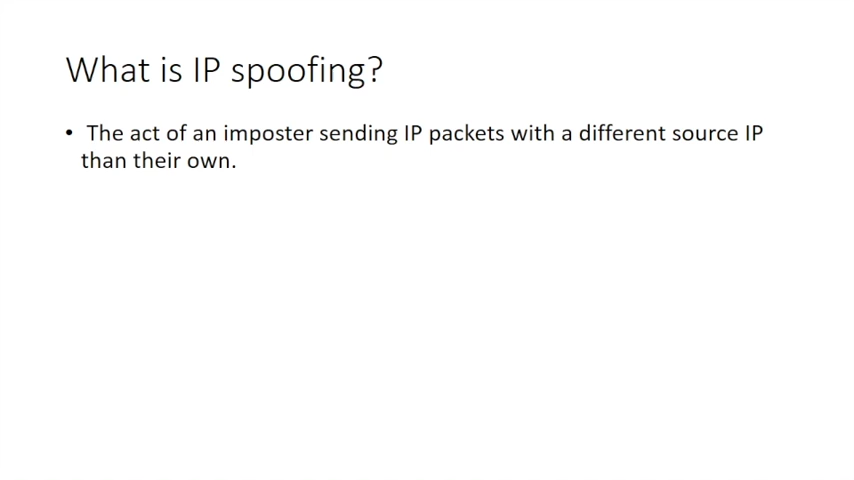 What is IP spoofing?
• The act of an imposter sending IP packets with a different source IP
than their own.